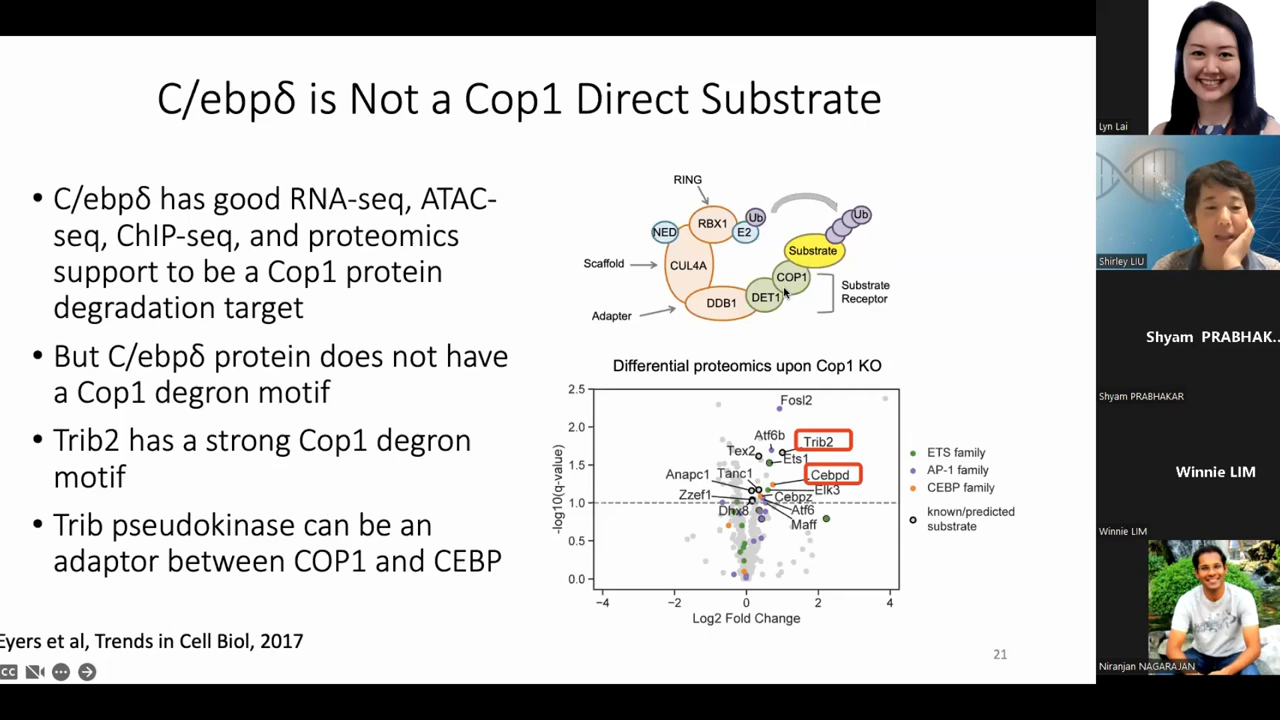 C/ebpδ is Not a Cop1 Direct Substrate
• C/ebpδ has good RNA-seq, ATAC-
seq, ChIP-seq, and proteomics
support to be a Cop1 protein
degradation target
• But C/ebpδ protein does not have
a Cop1 degron motif
• Trib2 has a strong Cop1 degron
motif
• Trib pseudokinase can be an
adaptor between COP1 and CEBP
Eyers et al, Trends in Cell Biol, 2017
CC
RING
NED
RBX1
Ub
E2
Ub
Substrate
Scaffold
CUL4A
COP1
DET1
DDB1
Adapter
Substrate
Receptor
Differential proteomics upon Cop1 KO
-log10(q-value)
2.5
2.0
1.5
1.0
0.5
0.0
−4
−2
0
2
4
Log2 Fold Change
Fosl2
Atf6b
Trib2
Tex2
Ets1
Anapc1
Tanc1
Cebpd
Elk3
Zzef1
Cebpz
Dhx8
Atf6
Maff
ETS family
AP-1 family
CEBP family
known/predicted
substrate
21
Lyn Lai
Shirley LIU
Shyam PRABHAK...
Shyam PRABHAKAR
Winnie LIM
Winnie LIM
Niranjan NAGARAJAN